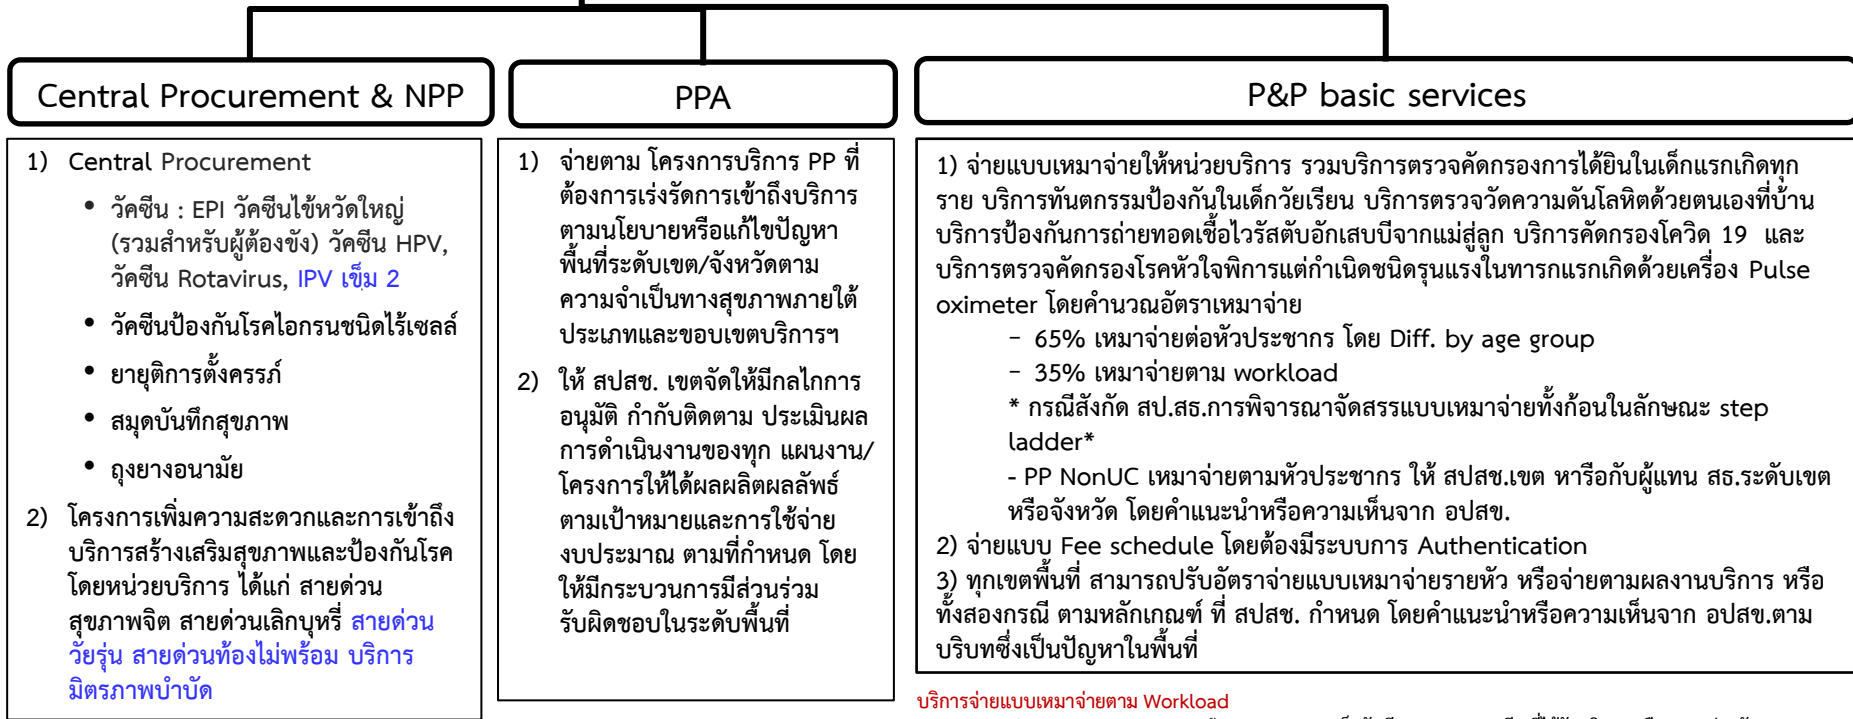 Central Procurement & NPP
1) Central Procurement
• วัคซีน : EPI วัคซีนไข้หวัดใหญ่
(รวมสำหรับผู้ต้องขัง) วัคซีน HPV,
วัคซีน Rotavirus, IPV เข็ม 2
• วัคซีนป้องกันโรคไอกรนชนิดไร้เซลล์
• ยายุติการตั้งครรภ์
• สมุดบันทึกสุขภาพ
• ถุงยางอนามัย
2) โครงการเพิ่มความสะดวกและการเข้าถึง
บริการสร้างเสริมสุขภาพและป้องกันโรค
โดยหน่วยบริการ ได้แก่ สายด่วน
สุขภาพจิต สายด่วนเลิกบุหรี่ สายด่วน
วัยรุ่น สายด่วนท้องไม่พร้อม บริการ
มิตรภาพบำบัด
PPA
1) จ่ายตาม โครงการบริการ PP ที่
ต้องการเร่งรัดการเข้าถึงบริการ
ตามนโยบายหรือแก้ไขปัญหา
พื้นที่ระดับเขต/จังหวัดตาม
ความจำเป็นทางสุขภาพภายใต้
ประเภทและขอบเขตบริการฯ
2) ให้ สปสช. เขตจัดให้มีกลไกการ
อนุมัติ กำกับติดตาม ประเมินผล
การดำเนินงานของทุก แผนงาน/
โครงการให้ได้ผลผลิตผลลัพธ์
ตามเป้าหมายและการใช้จ่าย
งบประมาณ ตามที่กำหนด โดย
ให้มีกระบวนการมีส่วนร่วม
รับผิดชอบในระดับพื้นที่
P&P basic services
1) จ่ายแบบเหมาจ่ายให้หน่วยบริการ รวมบริการตรวจคัดกรองการได้ยินในเด็กแรกเกิดทุก
ราย บริการทันตกรรมป้องกันในเด็กวัยเรียน บริการตรวจวัดความดันโลหิตด้วยตนเองที่บ้าน
บริการป้องกันการถ่ายทอดเชื้อไวรัสตับอักเสบบีจากแม่สู่ลูก บริการคัดกรองโควิด 19 และ
บริการตรวจคัดกรองโรคหัวใจพิการแต่กำเนิดชนิดรุนแรงในทารกแรกเกิดด้วยเครื่อง Pulse
oximeter โดยคำนวณอัตราเหมาจ่าย
- 65% เหมาจ่ายต่อหัวประชากร โดย Diff. by age group
- 35% เหมาจ่ายตาม workload
* กรณีสังกัด สป.สธ.การพิจารณาจัดสรรแบบเหมาจ่ายทั้งก้อนในลักษณะ step
ladder*
- PP NonUC เหมาจ่ายตามหัวประชากร ให้ สปสช.เขต หารือกับผู้แทน สธ.ระดับเขต
หรือจังหวัด โดยคำแนะนำหรือความเห็นจาก อปสข.
2) จ่ายแบบ Fee schedule โดยต้องมีระบบการ Authentication
3) ทุกเขตพื้นที่ สามารถปรับอัตราจ่ายแบบเหมาจ่ายรายหัว หรือจ่ายตามผลงานบริการ หรือ
ทั้งสองกรณี ตามหลักเกณฑ์ ที่ สปสช. กำหนด โดยคำแนะนำหรือความเห็นจาก อปสข.ตาม
บริบทซึ่งเป็นปัญหาในพื้นที่
บริการจ่ายแบบเหมาจ่ายตาม Workload